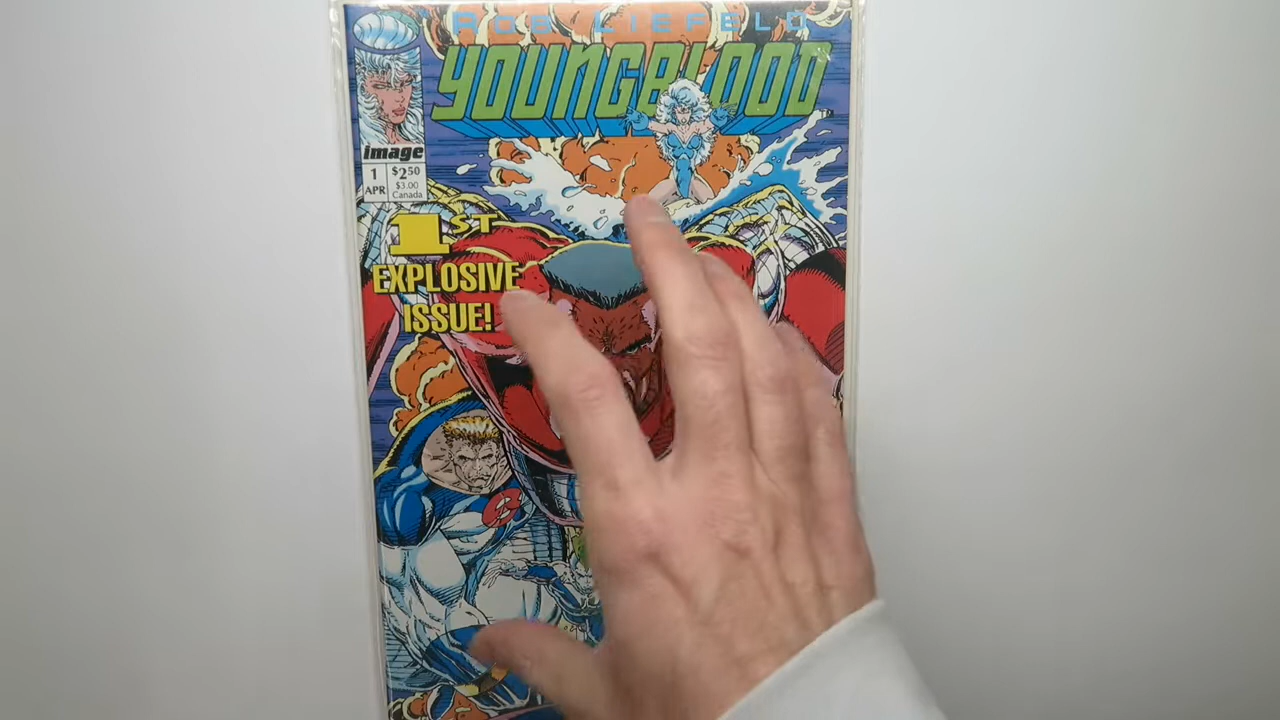 ROB LIEFELD
YOUNGBLOOD
image
1
APR
$2.50
$3.00
Canada
1ST
EXPLOSIVE
ISSUE!